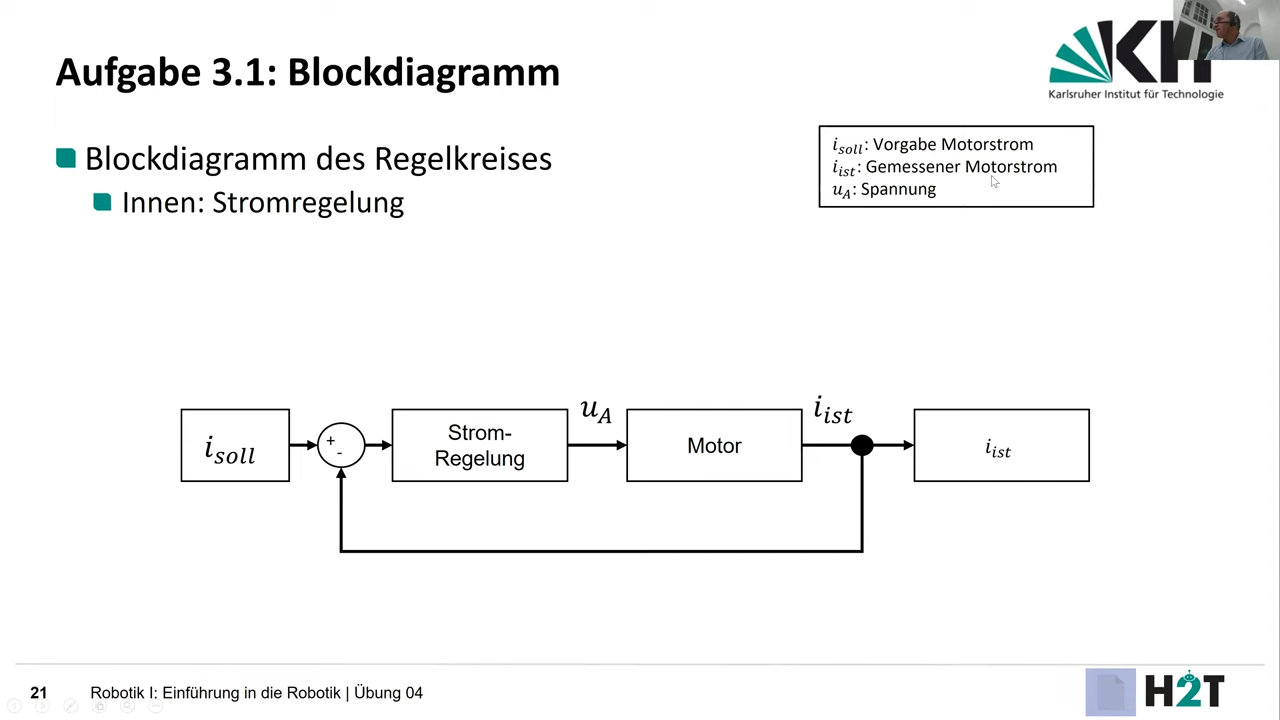 Aufgabe 3.1: Blockdiagramm
Karlsruher Institut für Technologie
Blockdiagramm des Regelkreises
Innen: Stromregelung
i_soll: Vorgabe Motorstrom
i_ist: Gemessener Motorstrom
u_A: Spannung
i_soll
+
-
Strom-
Regelung
u_A
Motor
i_ist
i_ist
21
Robotik I: Einführung in die Robotik | Übung 04
H2T